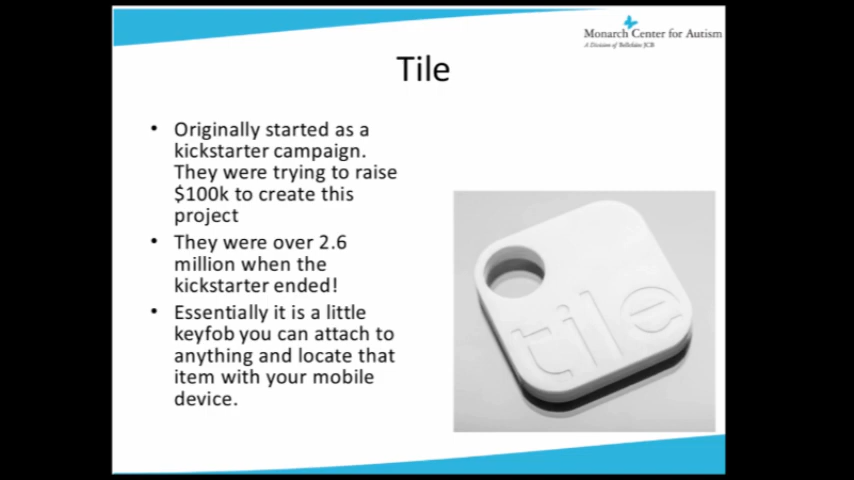 Monarch Center for Autism
A Division of Bellefaire JCB
Tile
• Originally started as a
kickstarter campaign.
They were trying to raise
$100k to create this
project
• They were over 2.6
million when the
kickstarter ended!
• Essentially it is a little
keyfob you can attach to
anything and locate that
item with your mobile
device.
tile